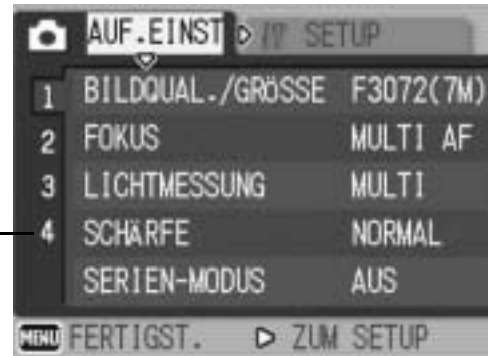 AUF.EINST SETUP
1 BILDQUAL./GRÖSSE F3072(7M)
2 FOKUS MULTI AF
3 LICHTMESSUNG MULTI
4 SCHÄRFE NORMAL
SERIEN-MODUS AUS
MENU FERTIGST. ZUM SETUP